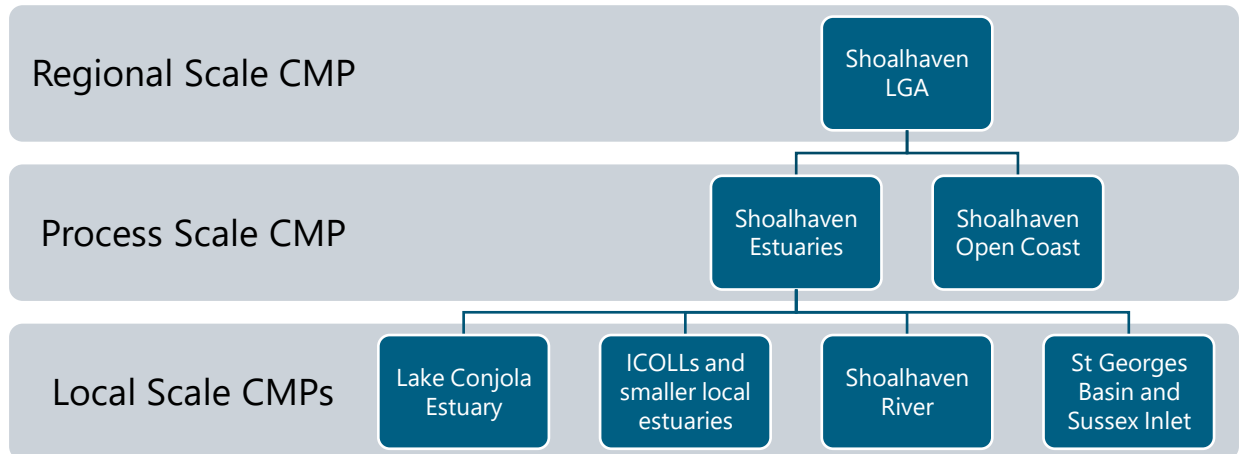 Regional Scale CMP
Shoalhaven
LGA
Process Scale CMP
Shoalhaven
Estuaries
Shoalhaven
Open Coast
Local Scale CMPs
Lake Conjola
Estuary
ICOLLs and
smaller local
estuaries
Shoalhaven
River
St Georges
Basin and
Sussex Inlet